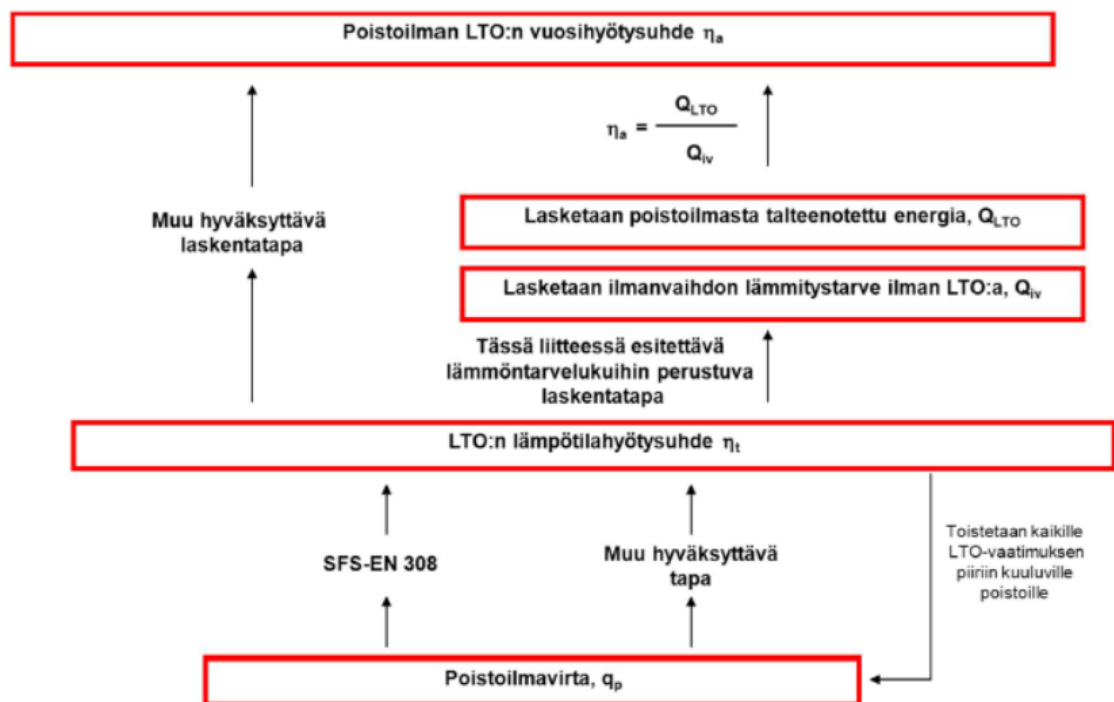 Poistoilman LTO:n vuosihyötysuhde ηa
ηa = QLTO / Qiv
Muu hyväksyttävä
laskentatapa
Lasketaan poistoilmasta talteenotettu energia, QLTO
Lasketaan ilmanvaihdon lämmitystarve ilman LTO:a, Qiv
Tässä liitteessä esitettävä
lämmöntarvelukuihin perustuva
laskentatapa
LTO:n lämpötilahyötysuhde ηt
SFS-EN 308
Muu hyväksyttävä
tapa
Toistetaan kaikille
LTO-vaatimuksen
piiriin kuuluville
poistoille
Poistoilmavirta, qp